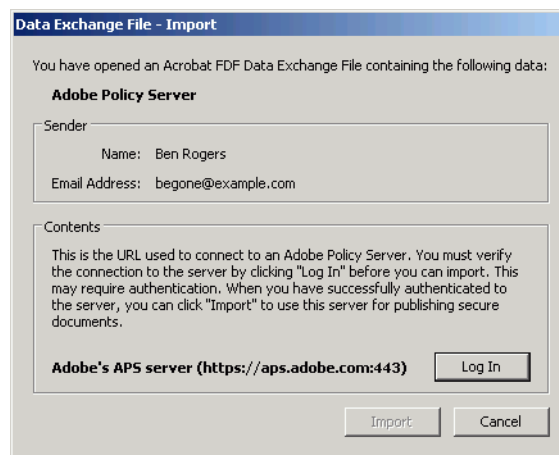 Data Exchange File - Import
You have opened an Acrobat FDF Data Exchange File containing the following data:
Adobe Policy Server
Sender
Name: Ben Rogers
Email Address: begone@example.com
Contents
This is the URL used to connect to an Adobe Policy Server. You must verify
the connection to the server by clicking "Log In" before you can import. This
may require authentication. When you have successfully authenticated to
the server, you can click "Import" to use this server for publishing secure
documents.
Adobe's APS server (https://aps.adobe.com:443) Log In
Import Cancel